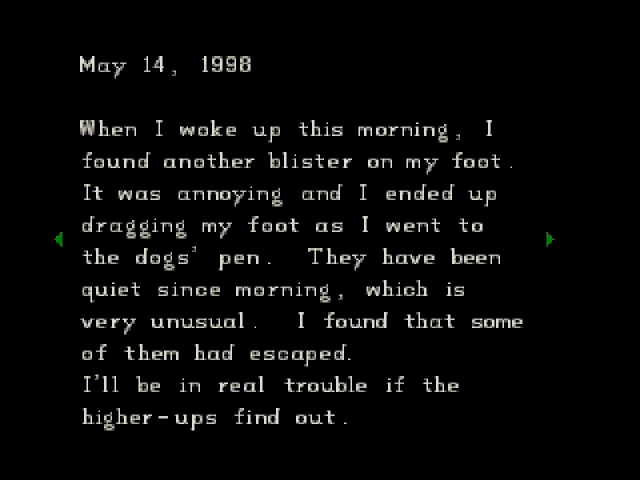 May 14, 1998
When I woke up this morning, I
found another blister on my foot.
It was annoying and I ended up
dragging my foot as I went to
the dogs' pen. They have been
quiet since morning, which is
very unusual. I found that some
of them had escaped.
I'll be in real trouble if the
higher-ups find out.